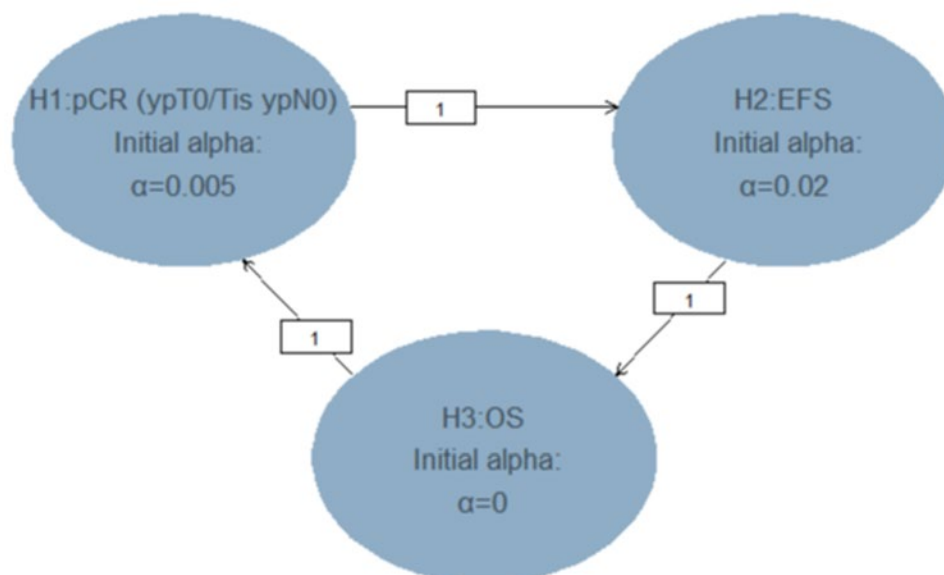 H1:pCR (ypT0/Tis ypN0)
Initial alpha:
α=0.005
1
H2:EFS
Initial alpha:
α=0.02
1
1
H3:OS
Initial alpha:
α=0